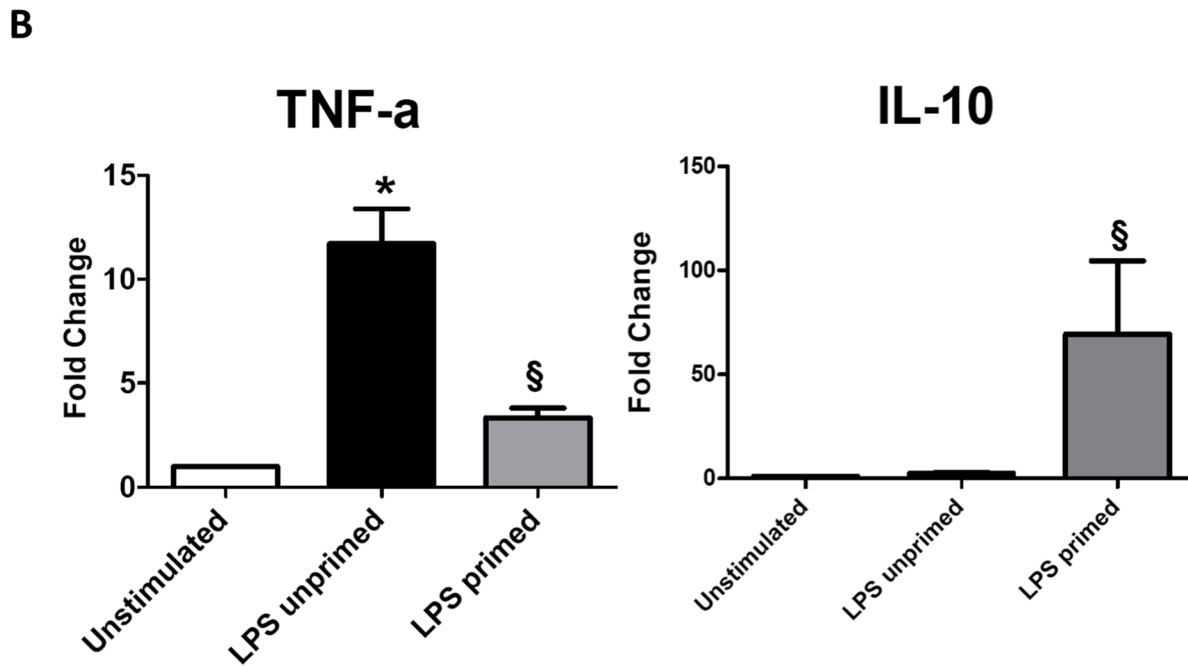 B
TNF-a
Fold Change
15
10
5
0
*
§
Unstimulated
LPS unprimed
LPS primed
IL-10
Fold Change
150
100
50
0
§
Unstimulated
LPS unprimed
LPS primed